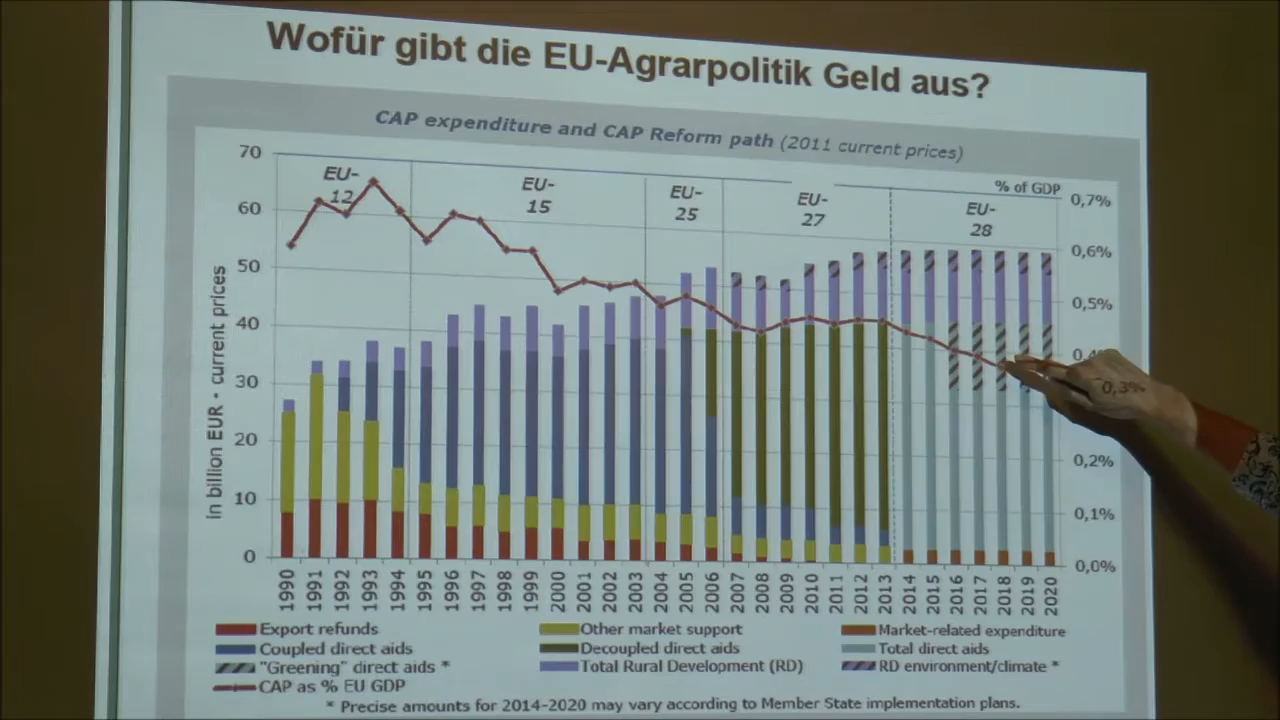 Wofür gibt die EU-Agrarpolitik Geld aus?
CAP expenditure and CAP Reform path (2011 current prices)
70
60
50
40
30
20
10
0
in billion EUR - current prices
EU-
12
EU-
15
EU-
25
EU-
27
EU-
28
% of GDP
0,7%
0,6%
0,5%
0,3%
0,2%
0,1%
0,0%
1990 1991 1992 1993 1994 1995 1996 1997 1998 1999 2000 2001 2002 2003 2004 2005 2006 2007 2008 2009 2010 2011 2012 2013 2014 2015 2016 2017 2018 2019 2020
Export refunds Other market support Market-related expenditure
Coupled direct aids Decoupled direct aids Total direct aids
"Greening" direct aids * Total Rural Development (RD) RD environment/climate *
CAP as % EU GDP
* Precise amounts for 2014-2020 may vary according to Member State implementation plans.